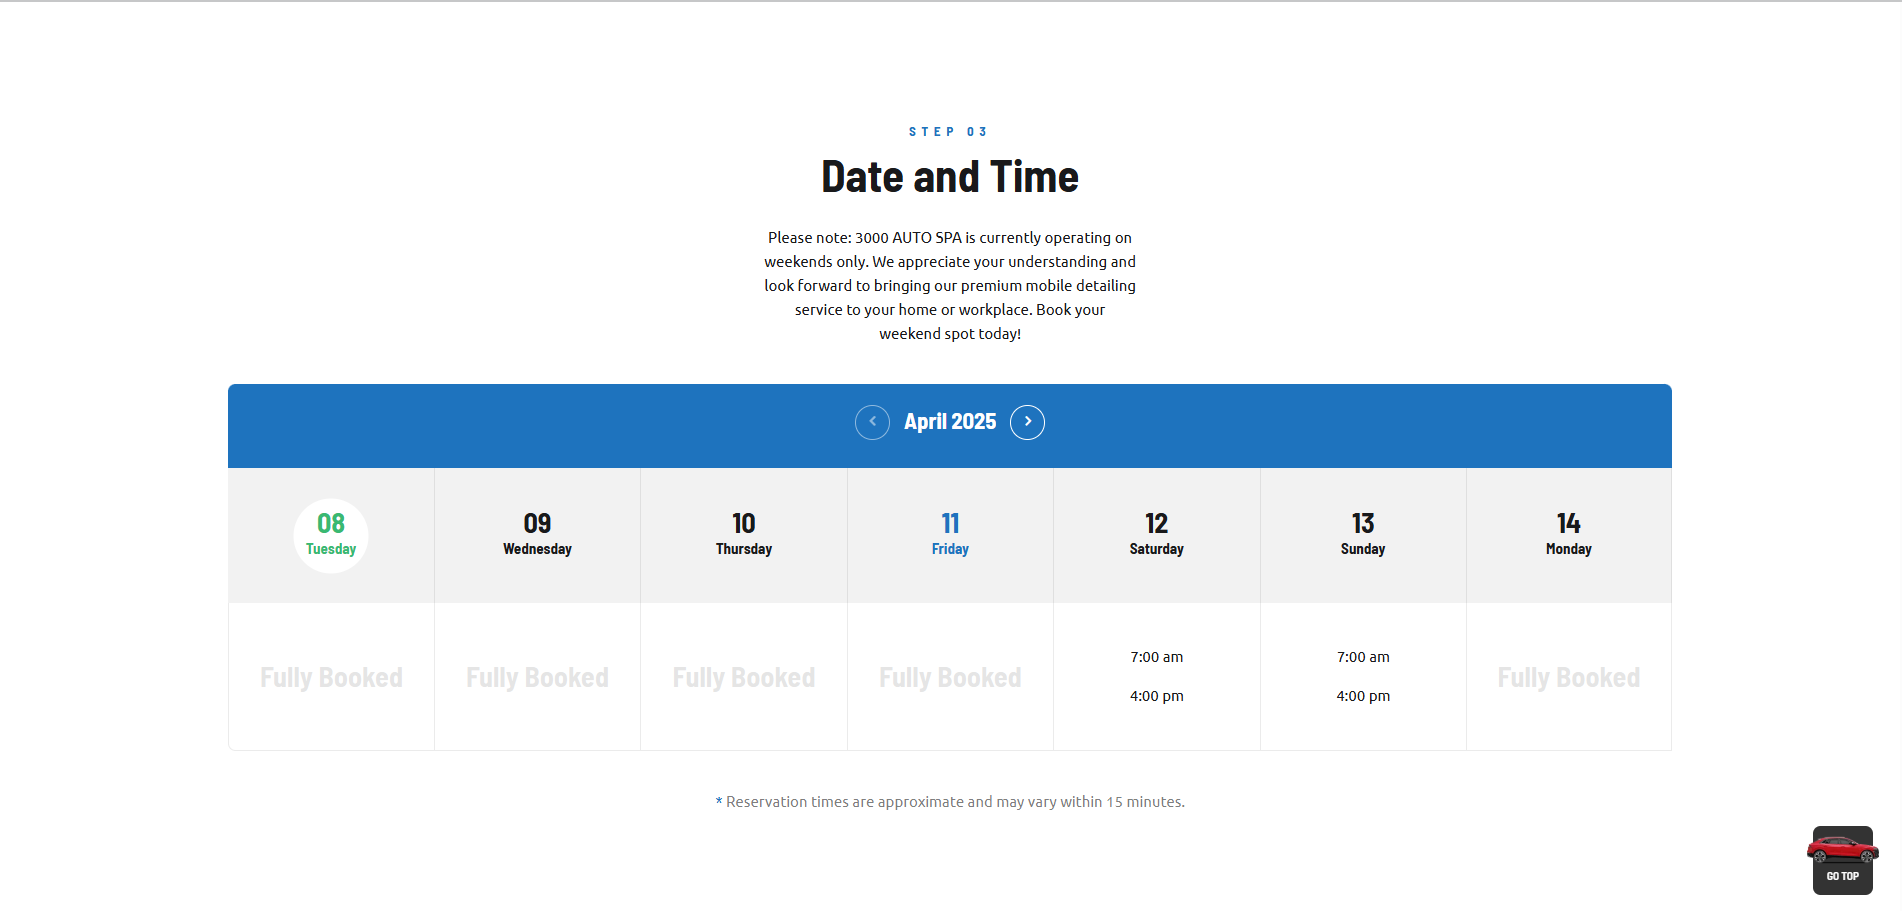 STEP 03
Date and Time
Please note: 3000 AUTO SPA is currently operating on
weekends only. We appreciate your understanding and
look forward to bringing our premium mobile detailing
service to your home or workplace. Book your
weekend spot today!
April 2025
08 09 10 11 12 13 14
Tuesday Wednesday Thursday Friday Saturday Sunday Monday
7:00 am 7:00 am
Fully Booked Fully Booked Fully Booked Fully Booked Fully Booked
4:00 pm 4:00 pm
* Reservation times are approximate and may vary within 15 minutes.
GO TOP